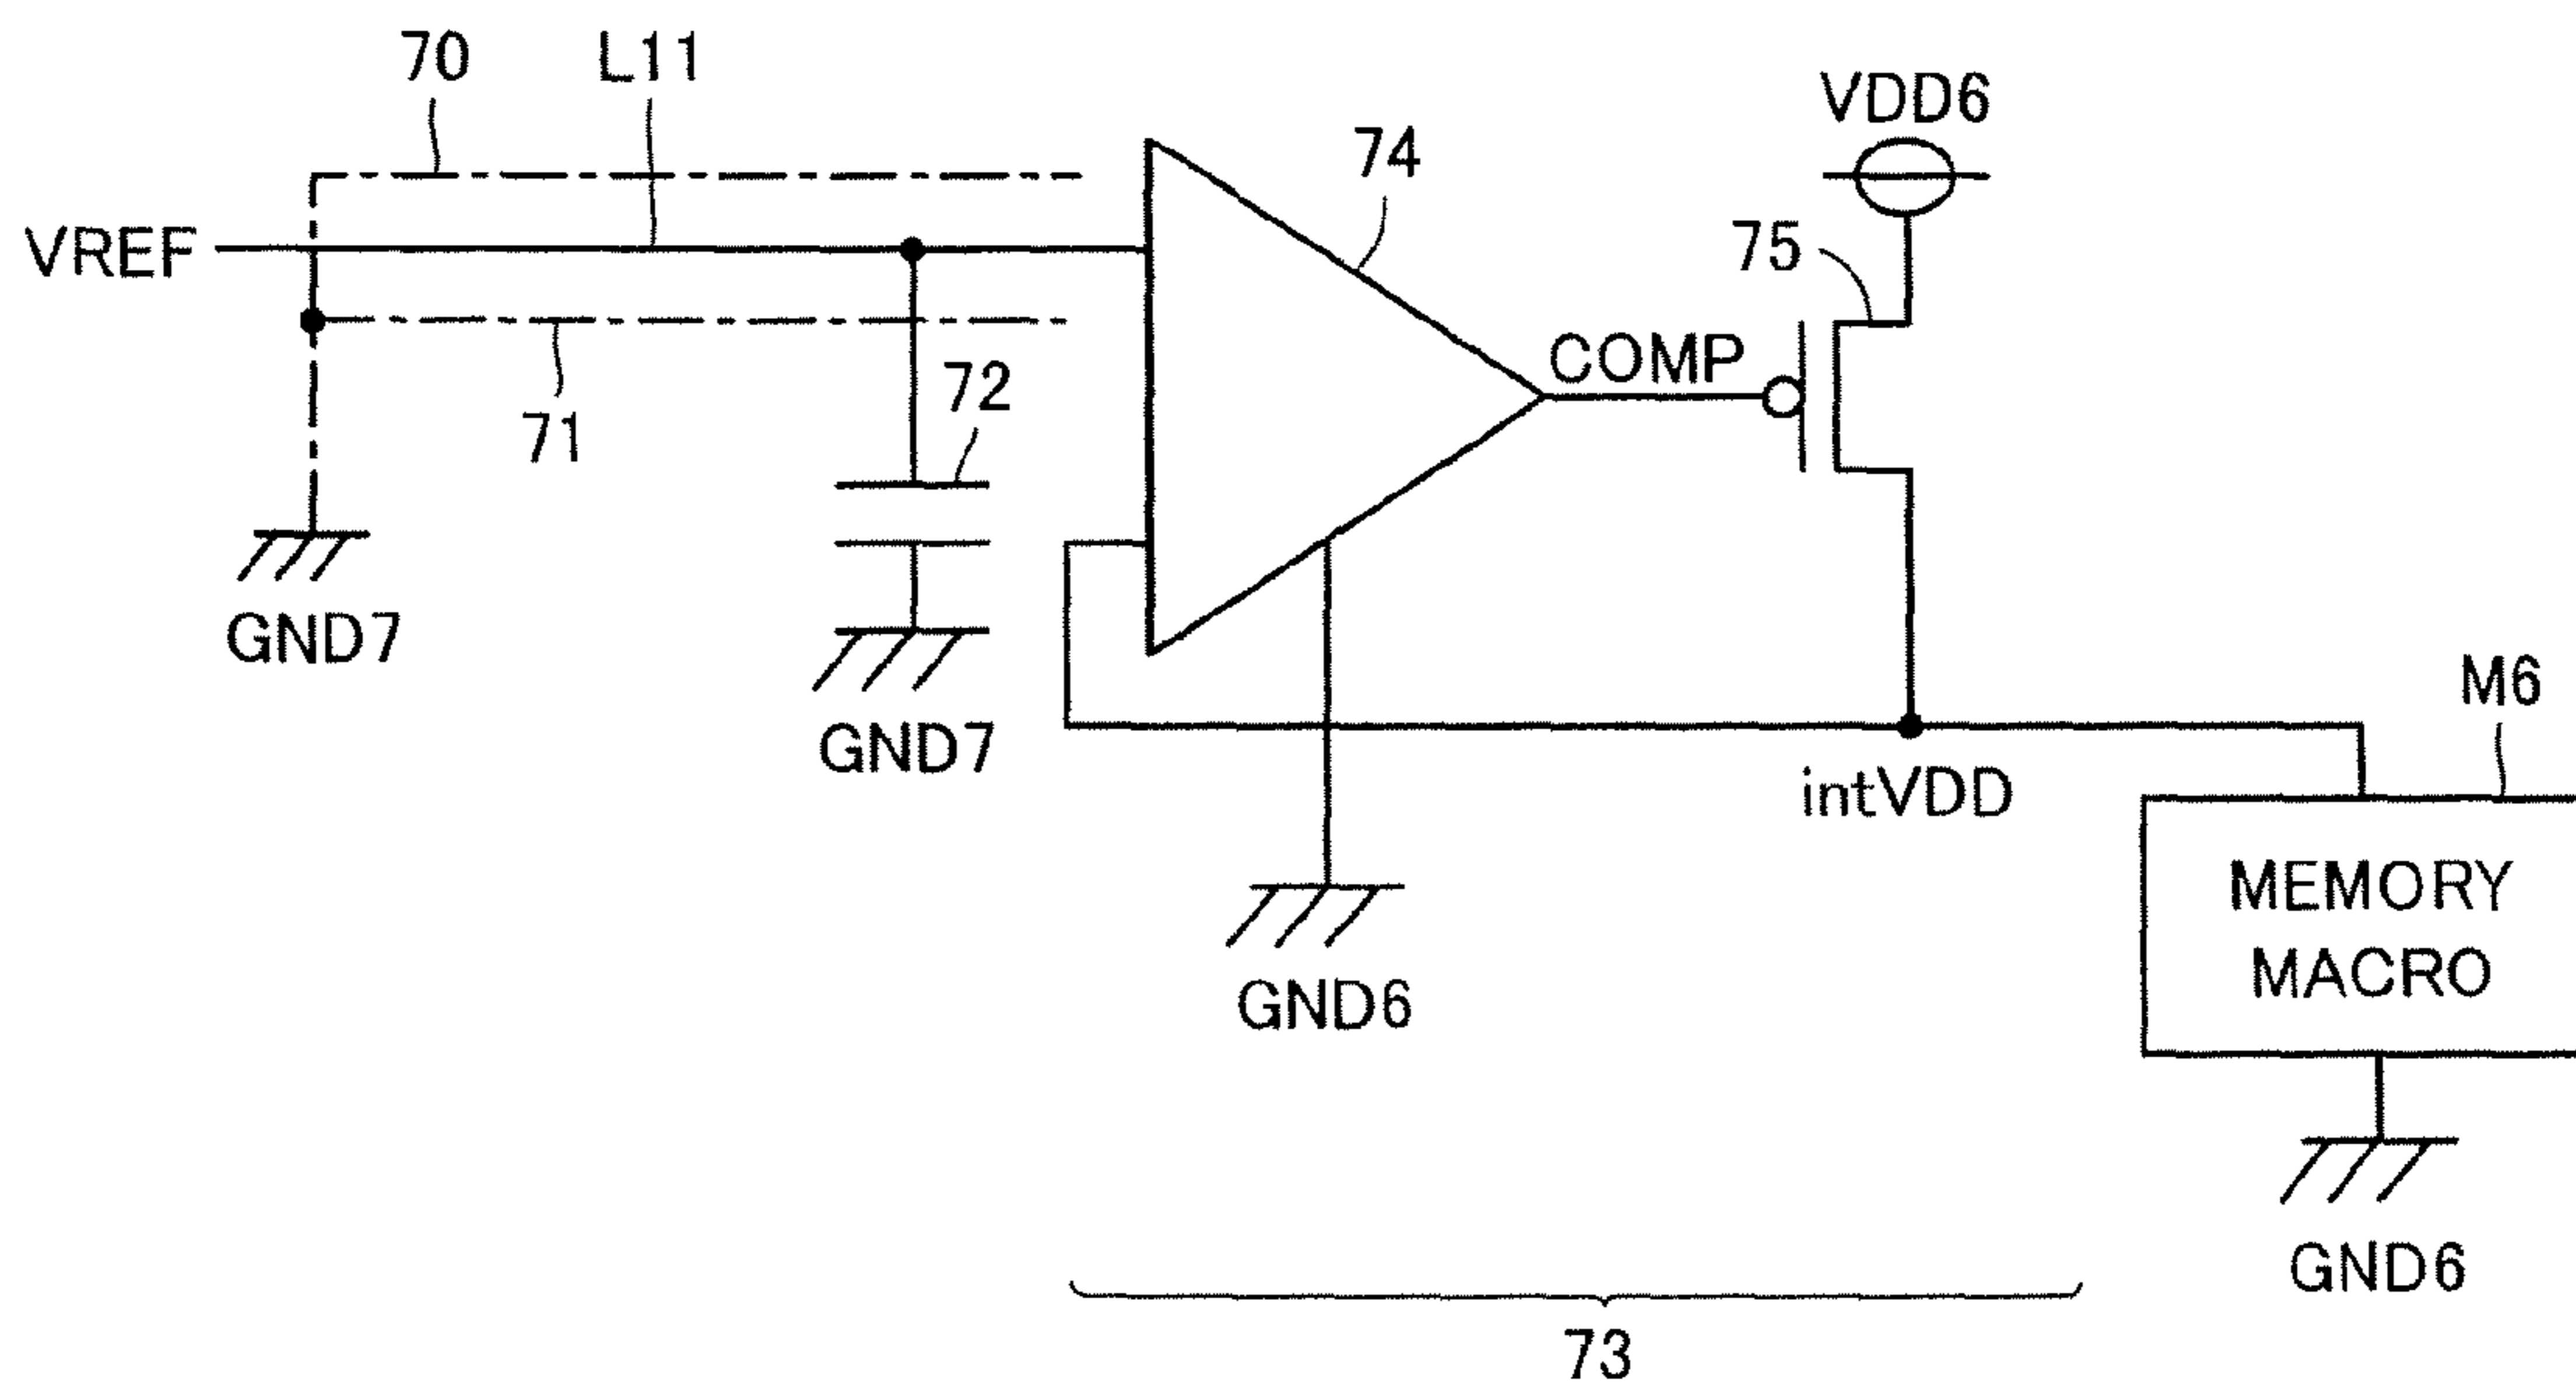 70
L11
VDD6
74
VREF
75
COMP
72
71
GND7
M6
GND7
intVDD
MEMORY
MACRO
GND6
GND6
73